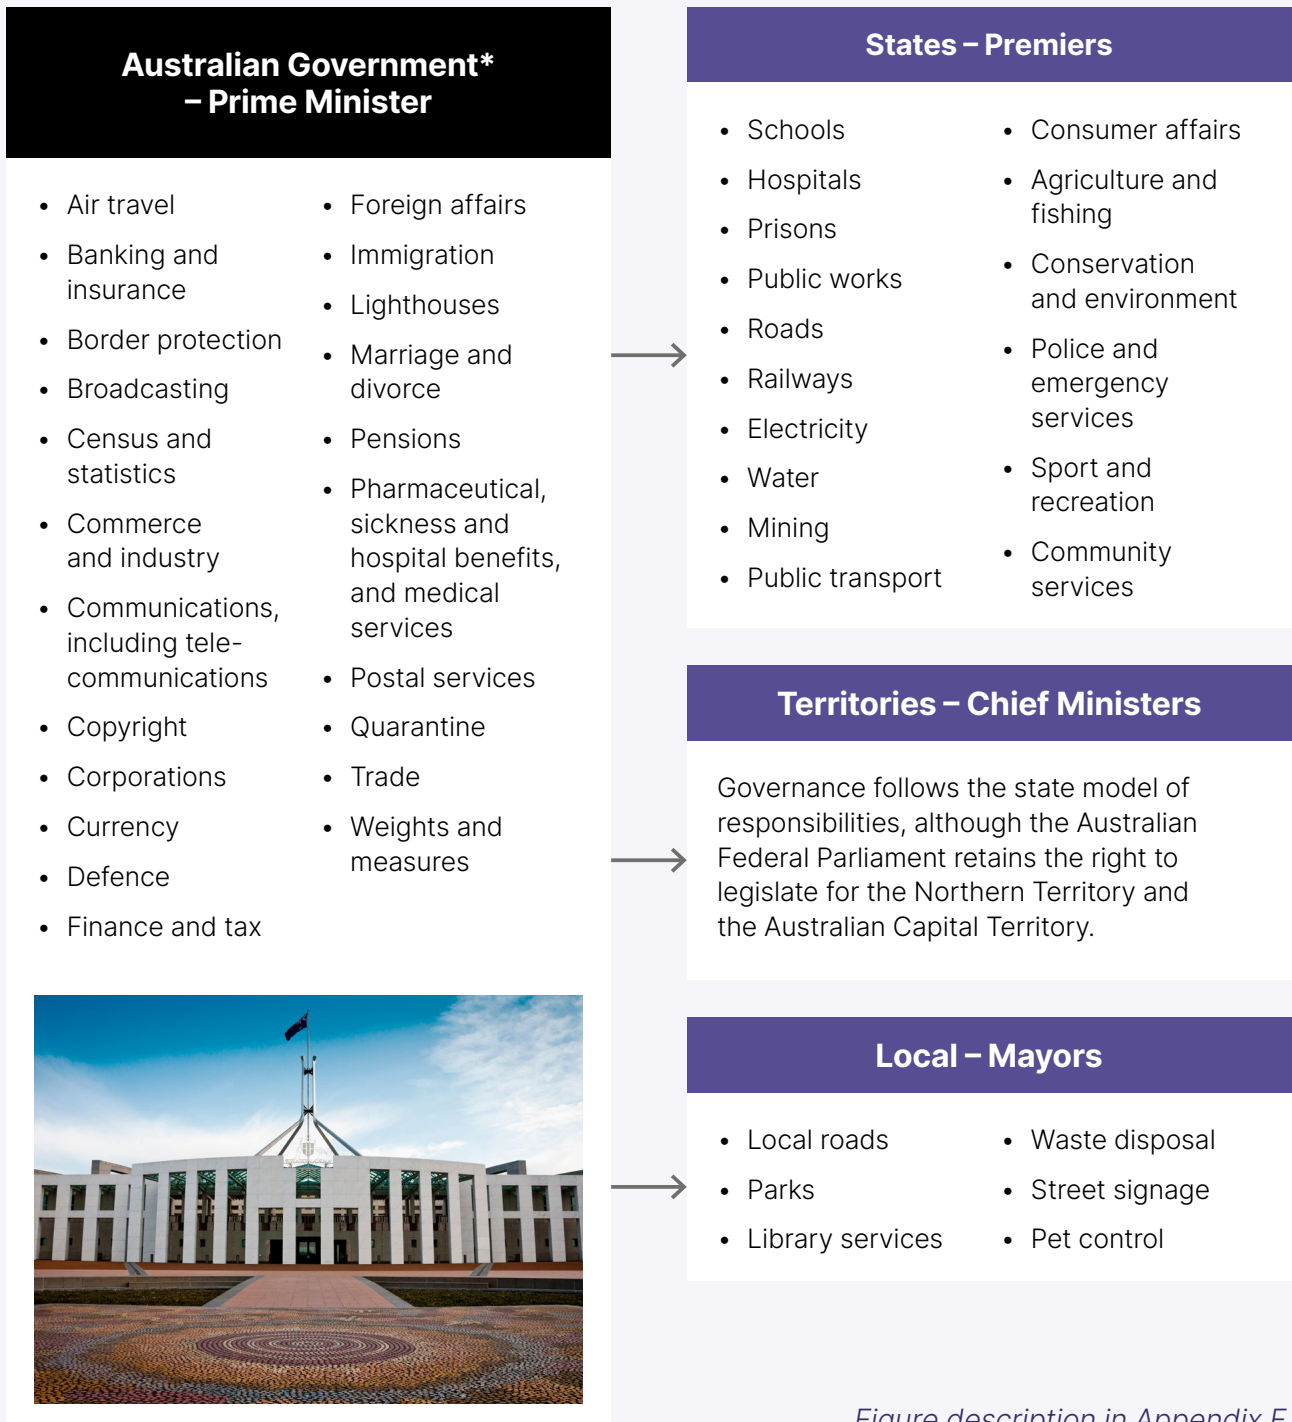 Australian Government*
– Prime Minister
• Air travel
• Banking and
insurance
• Border protection
• Broadcasting
• Census and
statistics
• Commerce
and industry
• Communications,
including tele-
communications
• Copyright
• Corporations
• Currency
• Defence
• Finance and tax
• Foreign affairs
• Immigration
• Lighthouses
• Marriage and
divorce
• Pensions
• Pharmaceutical,
sickness and
hospital benefits,
and medical
services
• Postal services
• Quarantine
• Trade
• Weights and
measures
States – Premiers
• Schools
• Hospitals
• Prisons
• Public works
• Roads
• Railways
• Electricity
• Water
• Mining
• Public transport
• Consumer affairs
• Agriculture and
fishing
• Conservation
and environment
• Police and
emergency
services
• Sport and
recreation
• Community
services
Territories – Chief Ministers
Governance follows the state model of
responsibilities, although the Australian
Federal Parliament retains the right to
legislate for the Northern Territory and
the Australian Capital Territory.
Local – Mayors
• Local roads
• Parks
• Library services
• Waste disposal
• Street signage
• Pet control
Figure description in Appendix